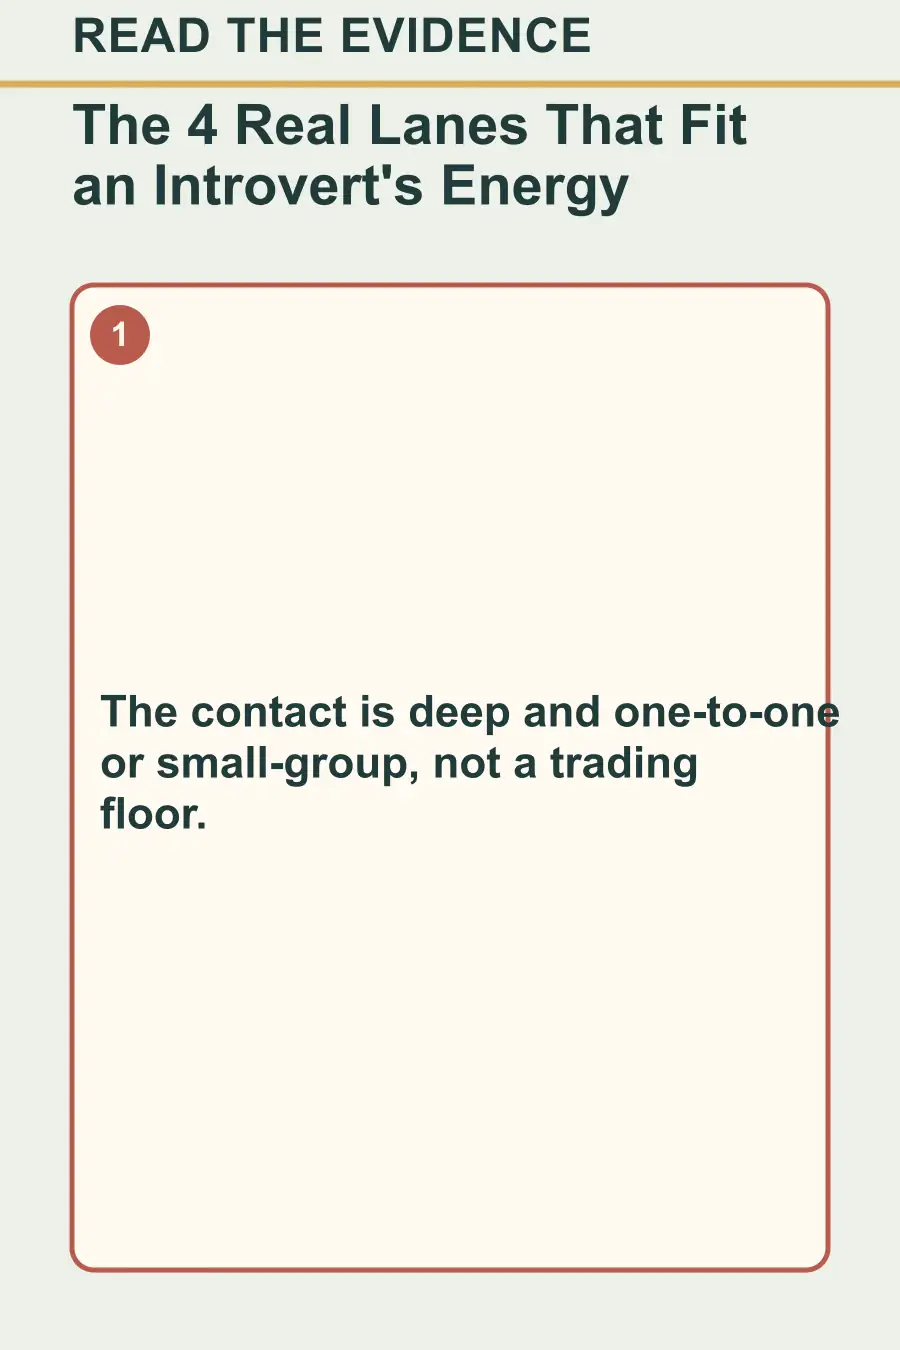 READ THE EVIDENCE
The 4 Real Lanes That Fit
an Introvert's Energy
1
The contact is deep and one-to-one
or small-group, not a trading
floor.